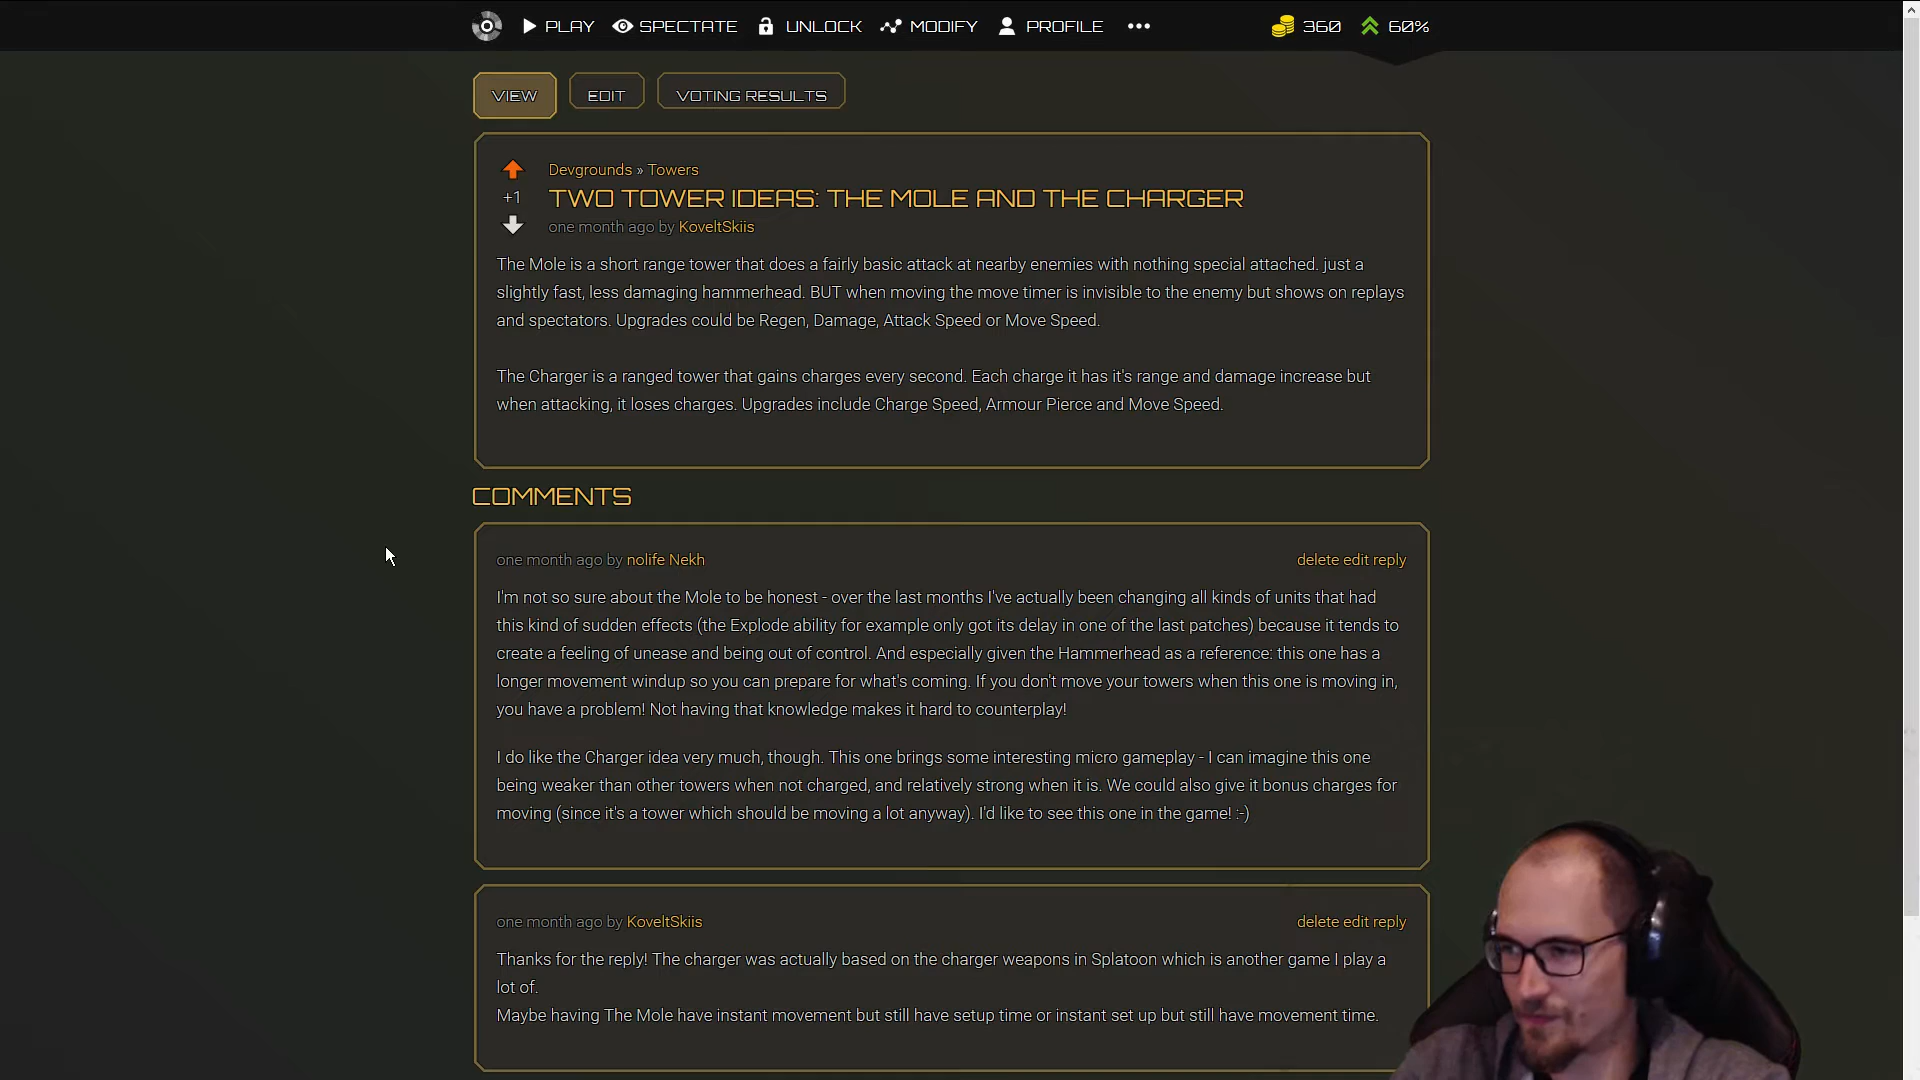 PLAY SPECTATE UNLOCK MODIFY PROFILE ••• 360 60%
VIEW EDIT VOTING RESULTS
Devgrounds » Towers
+1 TWO TOWER IDEAS: THE MOLE AND THE CHARGER
one month ago by KoveltSkiis
The Mole is a short range tower that does a fairly basic attack at nearby enemies with nothing special attached. just a
slightly fast, less damaging hammerhead. BUT when moving the move timer is invisible to the enemy but shows on replays
and spectators. Upgrades could be Regen, Damage, Attack Speed or Move Speed.
The Charger is a ranged tower that gains charges every second. Each charge it has it's range and damage increase but
when attacking, it loses charges. Upgrades include Charge Speed, Armour Pierce and Move Speed.
COMMENTS
one month ago by nolife Nekh delete edit reply
I'm not so sure about the Mole to be honest - over the last months I've actually been changing all kinds of units that had
this kind of sudden effects (the Explode ability for example only got its delay in one of the last patches) because it tends to
create a feeling of unease and being out of control. And especially given the Hammerhead as a reference: this one has a
longer movement windup so you can prepare for what's coming. If you don't move your towers when this one is moving in,
you have a problem! Not having that knowledge makes it hard to counterplay!
I do like the Charger idea very much, though. This one brings some interesting micro gameplay - I can imagine this one
being weaker than other towers when not charged, and relatively strong when it is. We could also give it bonus charges for
moving (since it's a tower which should be moving a lot anyway). I'd like to see this one in the game! :-)
one month ago by KoveltSkiis delete edit reply
Thanks for the reply! The charger was actually based on the charger weapons in Splatoon which is another game I play a
lot of.
Maybe having The Mole have instant movement but still have setup time or instant set up but still have movement time.